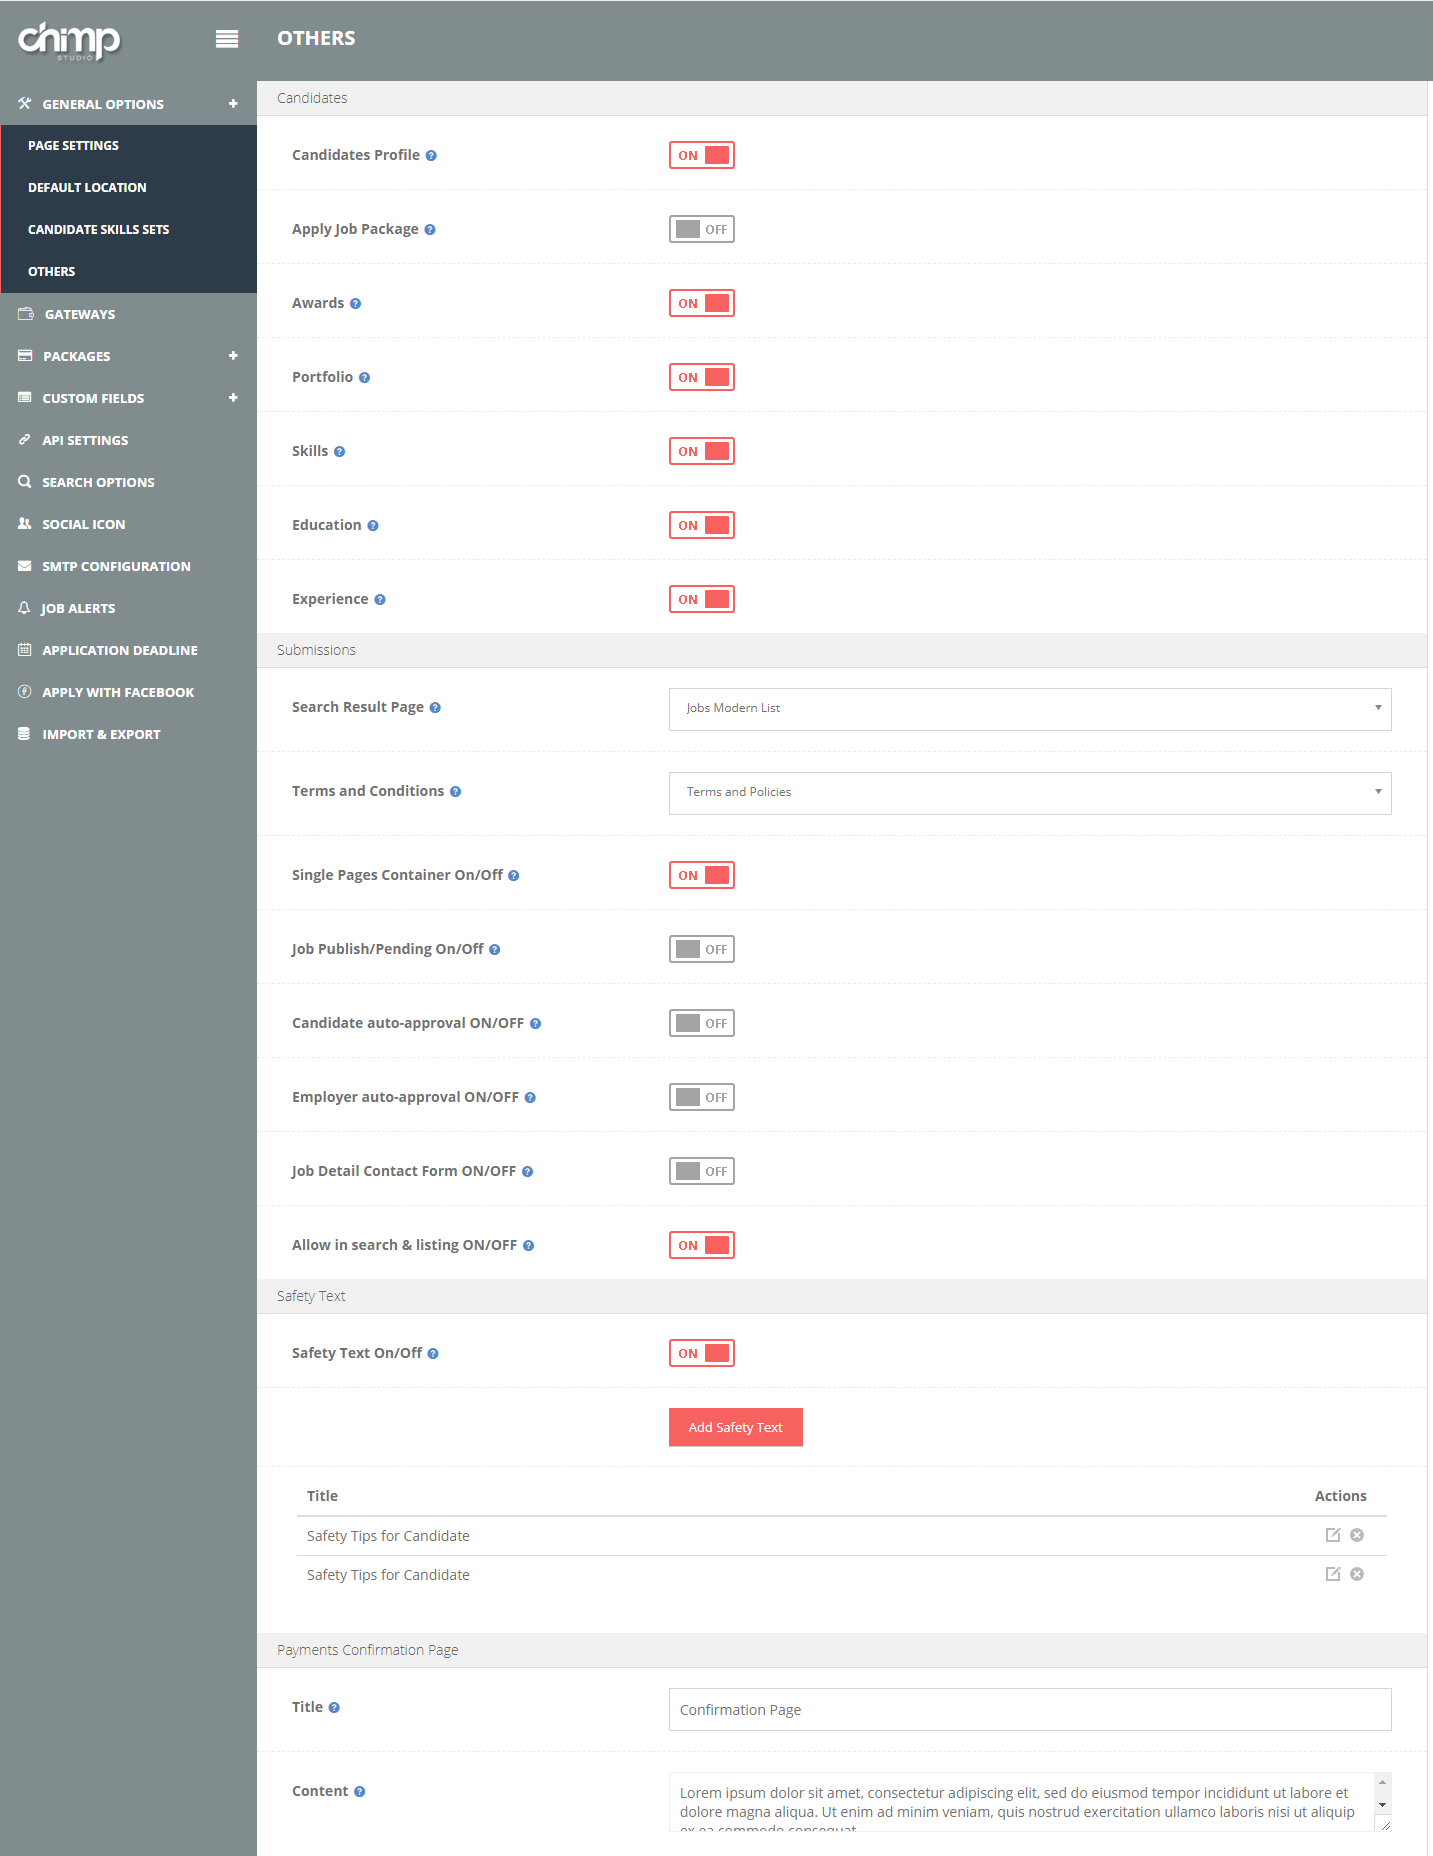 chimp
STUDIO
OTHERS
GENERAL OPTIONS
PAGE SETTINGS
DEFAULT LOCATION
CANDIDATE SKILLS SETS
OTHERS
GATEWAYS
PACKAGES
CUSTOM FIELDS
API SETTINGS
SEARCH OPTIONS
SOCIAL ICON
SMTP CONFIGURATION
JOB ALERTS
APPLICATION DEADLINE
APPLY WITH FACEBOOK
IMPORT & EXPORT
Candidates
Candidates Profile ON
Apply Job Package OFF
Awards ON
Portfolio ON
Skills ON
Education ON
Experience ON
Submissions
Search Result Page Jobs Modern List
Terms and Conditions Terms and Policies
Single Pages Container On/Off ON
Job Publish/Pending On/Off OFF
Candidate auto-approval ON/OFF OFF
Employer auto-approval ON/OFF OFF
Job Detail Contact Form ON/OFF OFF
Allow in search & listing ON/OFF ON
Safety Text
Safety Text On/Off ON
Add Safety Text
Title Actions
Safety Tips for Candidate
Safety Tips for Candidate
Payments Confirmation Page
Title Confirmation Page
Content Lorem ipsum dolor sit amet, consectetur adipiscing elit, sed do eiusmod tempor incididunt ut labore et
dolore magna aliqua. Ut enim ad minim veniam, quis nostrud exercitation ullamco laboris nisi ut aliquip
ex ea commodo consequat